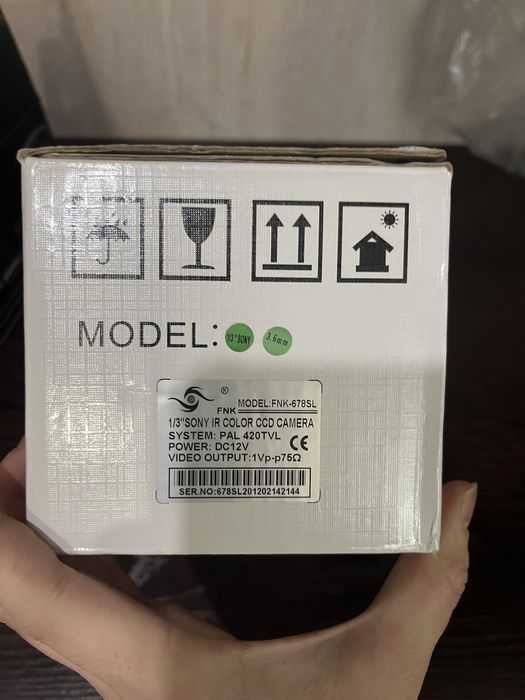 MODEL: 1/3"SONY 3.6mm
FNK ® MODEL:FNK-678SL
1/3"SONY IR COLOR CCD CAMERA
SYSTEM: PAL 420TVL
POWER: DC12V CE
VIDEO OUTPUT:1Vp-p75Ω
SER.NO:678SL201202142144